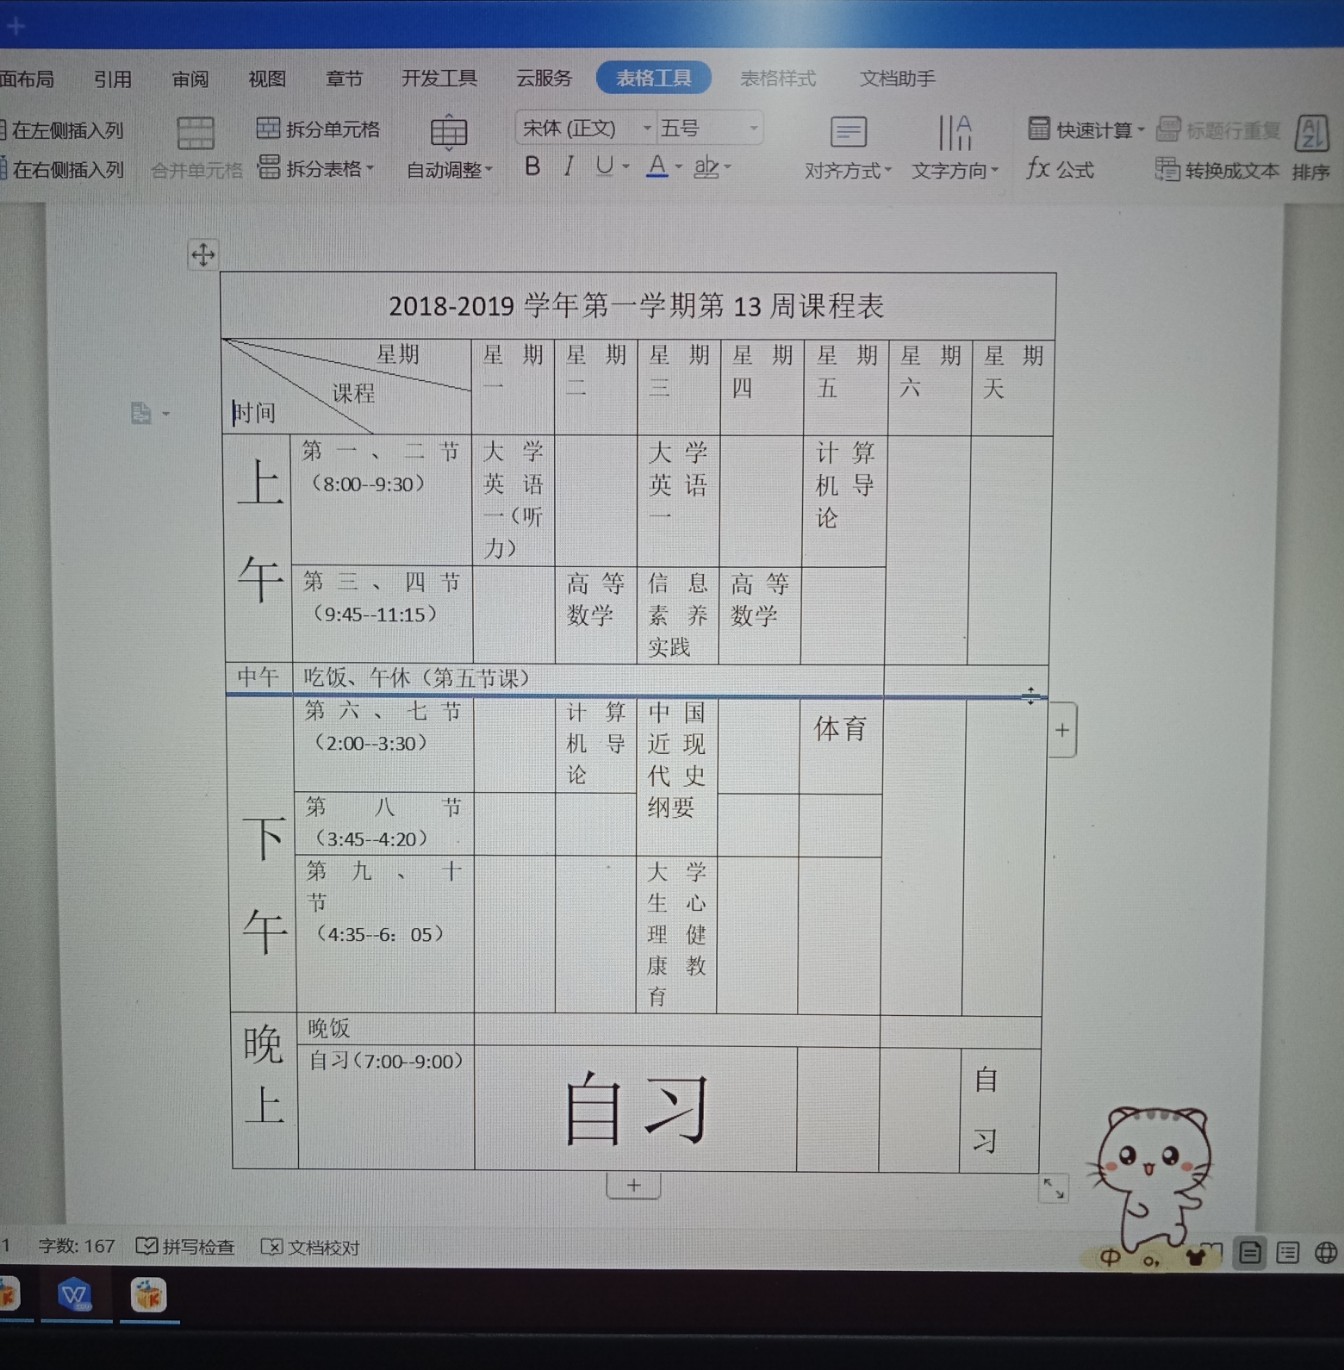 面布局 引用 审阅 视图 章节 开发工具 云服务 表格工具 表格样式 文档助手
在左侧插入列 拆分单元格 宋体 (正文) 五号 快速计算 标题行重复
在右侧插入列 合并单元格 拆分表格 自动调整 B I U A ab 对齐方式 文字方向 fx 公式 转换成文本 排序
2018-2019 学年第一学期第 13 周课程表
星期
课程
时间
星期
一
星期
二
星期
三
星期
四
星期
五
星期
六
星期
天
上
午
第一、二节
（8:00--9:30）
大学
英语
一（听
力）
大学
英语
一
计算
机导
论
第三、四节
（9:45--11:15）
高等
数学
信息
素养
实践
高等
数学
中午
吃饭、午休（第五节课）
下
午
第六、七节
（2:00--3:30）
计算
机导
论
中国
近现
代史
纲要
体育
第八节
（3:45--4:20）
第九、十
节
（4:35--6：05）
大学
生心
理健
康教
育
晚
上
晚饭
自习（7:00--9:00）
自习
自
习
1 字数: 167 拼写检查 文档校对
中